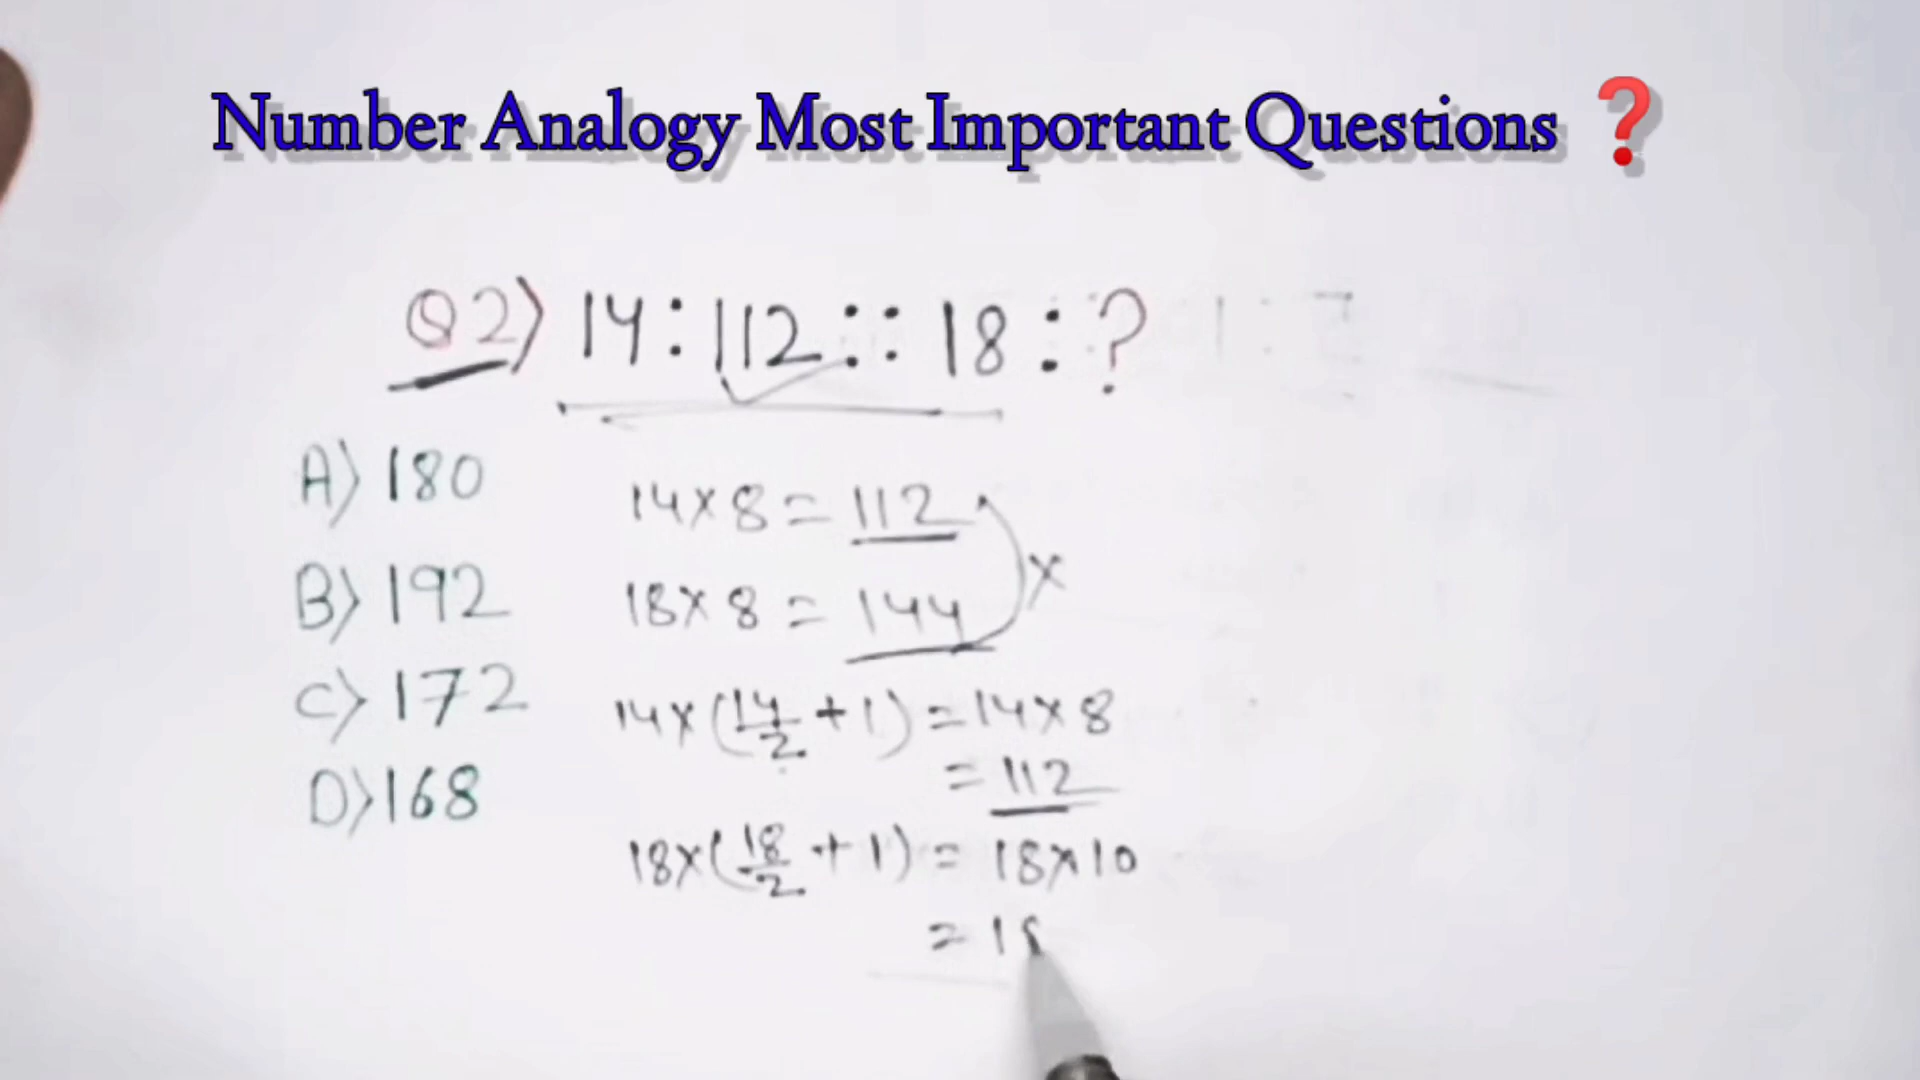 Number Analogy Most Important Questions ❓
Q2) 14 : 112 :: 18 : ?
A) 180
B) 192
C) 172
D) 168
14 × 8 = 112
18 × 8 = 144
×
14 × (14/2 + 1) = 14 × 8
= 112
18 × (18/2 + 1) = 18 × 10
= 18